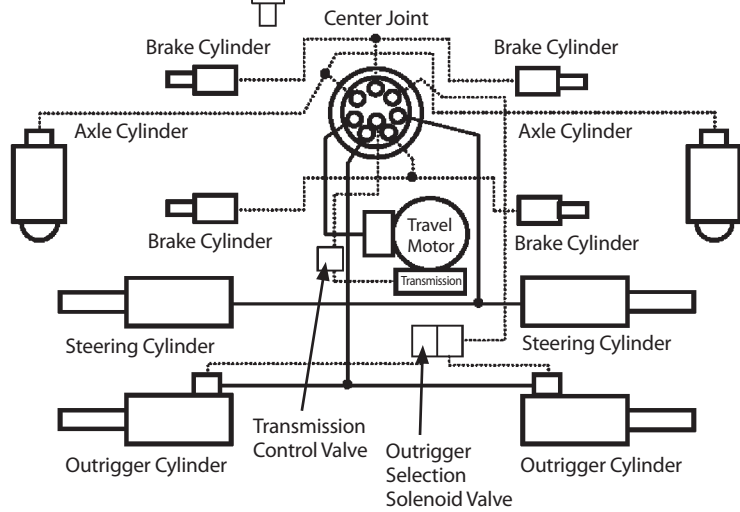 Center Joint
Brake Cylinder
Brake Cylinder
Axle Cylinder
Axle Cylinder
Brake Cylinder
Travel
Motor
Brake Cylinder
Transmission
Steering Cylinder
Steering Cylinder
Transmission
Control Valve
Outrigger
Selection
Solenoid Valve
Outrigger Cylinder
Outrigger Cylinder